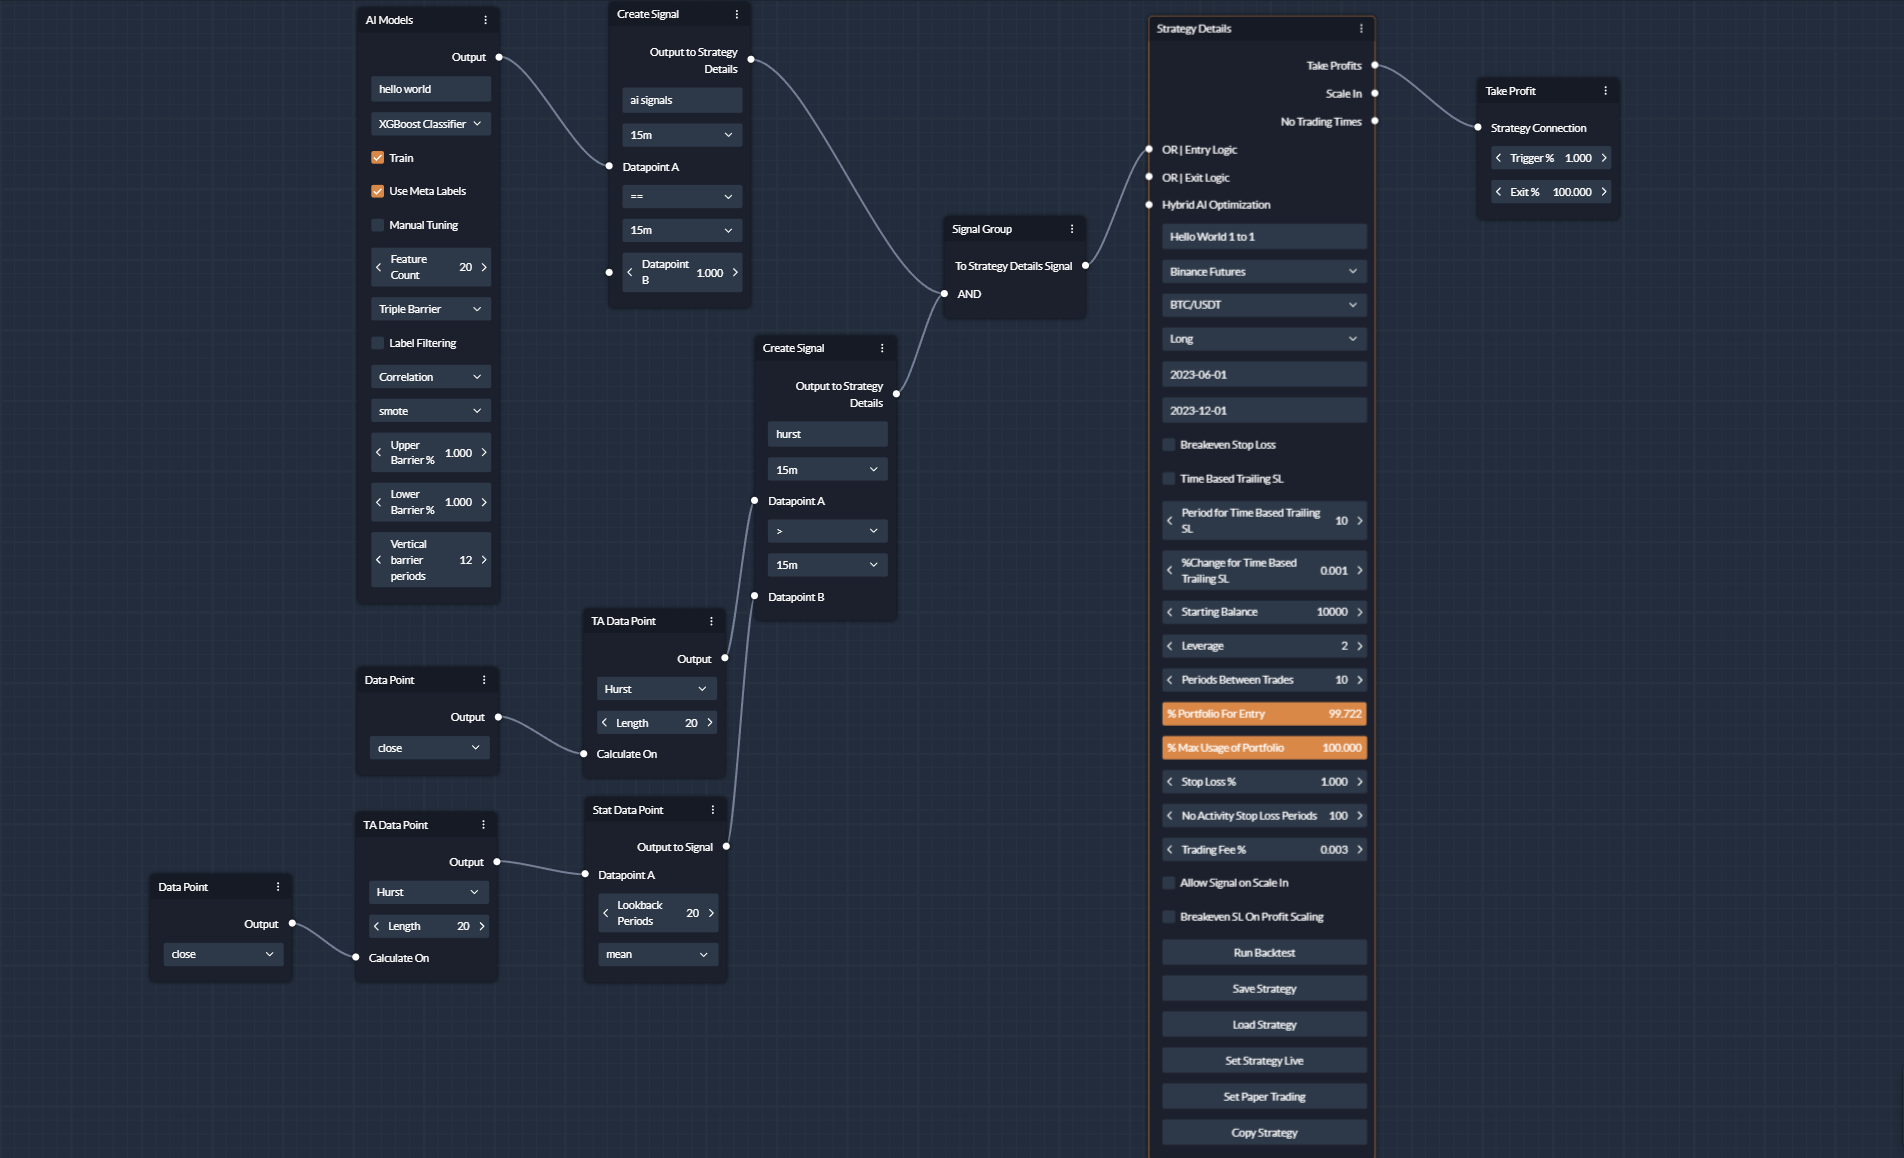 AI Models
Output
hello world
XGBoost Classifier
Train
Use Meta Labels
Manual Tuning
Feature
Count
20
Triple Barrier
Label Filtering
Correlation
smote
Upper
Barrier %
1.000
Lower
Barrier %
1.000
Vertical
barrier
periods
12
Create Signal
Output to Strategy
Details
ai signals
15m
Datapoint A
==
15m
Datapoint
B
1.000
Signal Group
To Strategy Details Signal
AND
Create Signal
Output to Strategy
Details
hurst
15m
Datapoint A
>
15m
Datapoint B
TA Data Point
Output
Hurst
Length 20
Calculate On
Data Point
Output
close
Stat Data Point
Output to Signal
Datapoint A
Lookback
Periods
20
mean
TA Data Point
Output
Hurst
Length 20
Calculate On
Data Point
Output
close
Strategy Details
Take Profits
Scale In
No Trading Times
OR | Entry Logic
OR | Exit Logic
Hybrid AI Optimization
Hello World 1 to 1
Binance Futures
BTC/USDT
Long
2023-06-01
2023-12-01
Breakeven Stop Loss
Time Based Trailing SL
Period for Time Based Trailing
SL
10
%Change for Time Based
Trailing SL
0.001
Starting Balance 10000
Leverage 2
Periods Between Trades 10
% Portfolio For Entry 99.722
% Max Usage of Portfolio 100.000
Stop Loss % 1.000
No Activity Stop Loss Periods 100
Trading Fee % 0.003
Allow Signal on Scale In
Breakeven SL On Profit Scaling
Run Backtest
Save Strategy
Load Strategy
Set Strategy Live
Set Paper Trading
Copy Strategy
Take Profit
Strategy Connection
Trigger % 1.000
Exit % 100.000